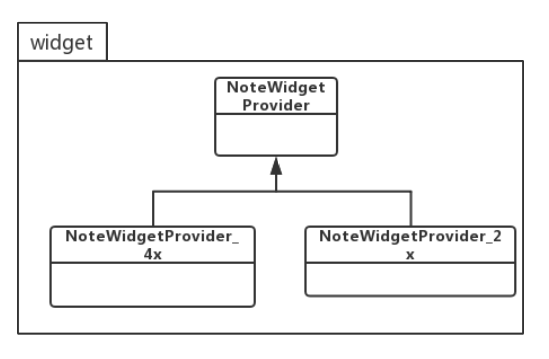 widget
NoteWidget
Provider
NoteWidgetProvider_
4x
NoteWidgetProvider_2
x